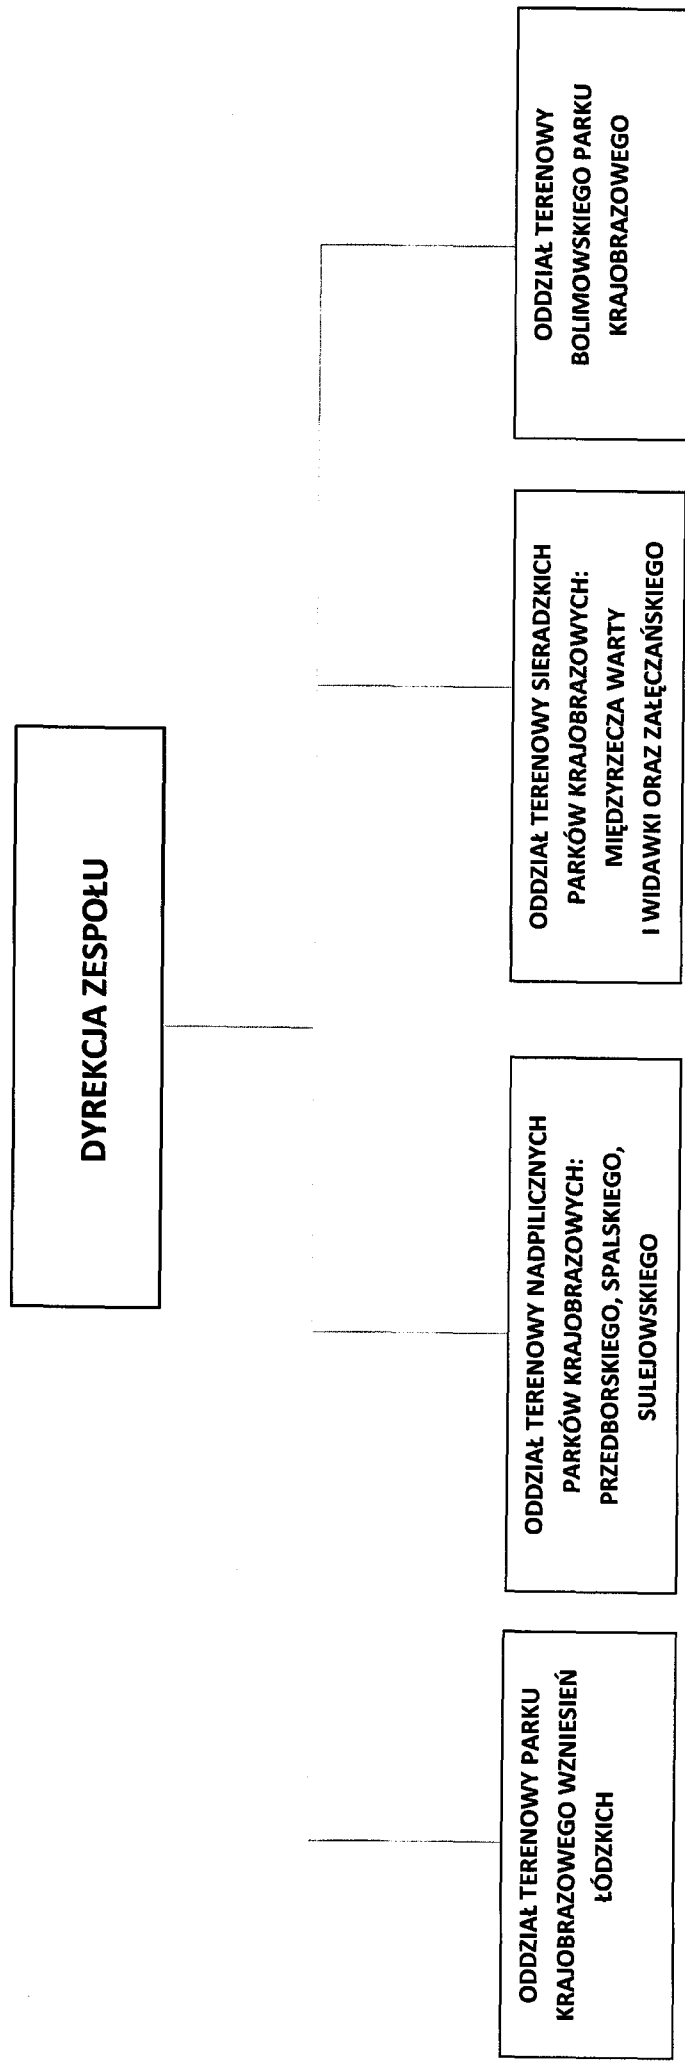 DYREKCJA ZESPOŁU
ODDZIAŁ TERENOWY PARKU
KRAJOBRAZOWEGO WZNIESIEŃ
ŁÓDZKICH
ODDZIAŁ TERENOWY NADPILICZNYCH
PARKÓW KRAJOBRAZOWYCH:
PRZEDBORSKIEGO, SPALSKIEGO,
SULEJOWSKIEGO
ODDZIAŁ TERENOWY SIERADZKICH
PARKÓW KRAJOBRAZOWYCH:
MIĘDZYRZECZA WARTY
I WIDAWKI ORAZ ZAŁĘCZAŃSKIEGO
ODDZIAŁ TERENOWY
BOLIMOWSKIEGO PARKU
KRAJOBRAZOWEGO